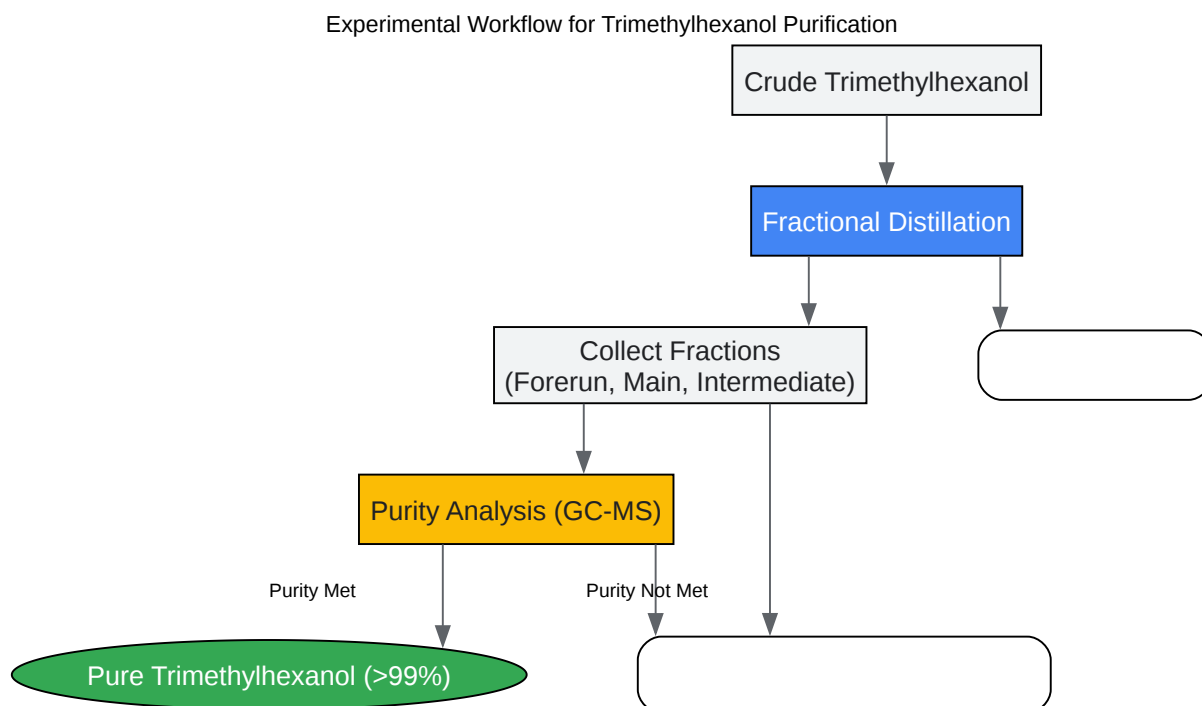 Experimental Workflow for Trimethylhexanol Purification
Crude Trimethylhexanol
Fractional Distillation
Collect Fractions
(Forerun, Main, Intermediate)
Purity Analysis (GC-MS)
Purity Met
Purity Not Met
Pure Trimethylhexanol (>99%)